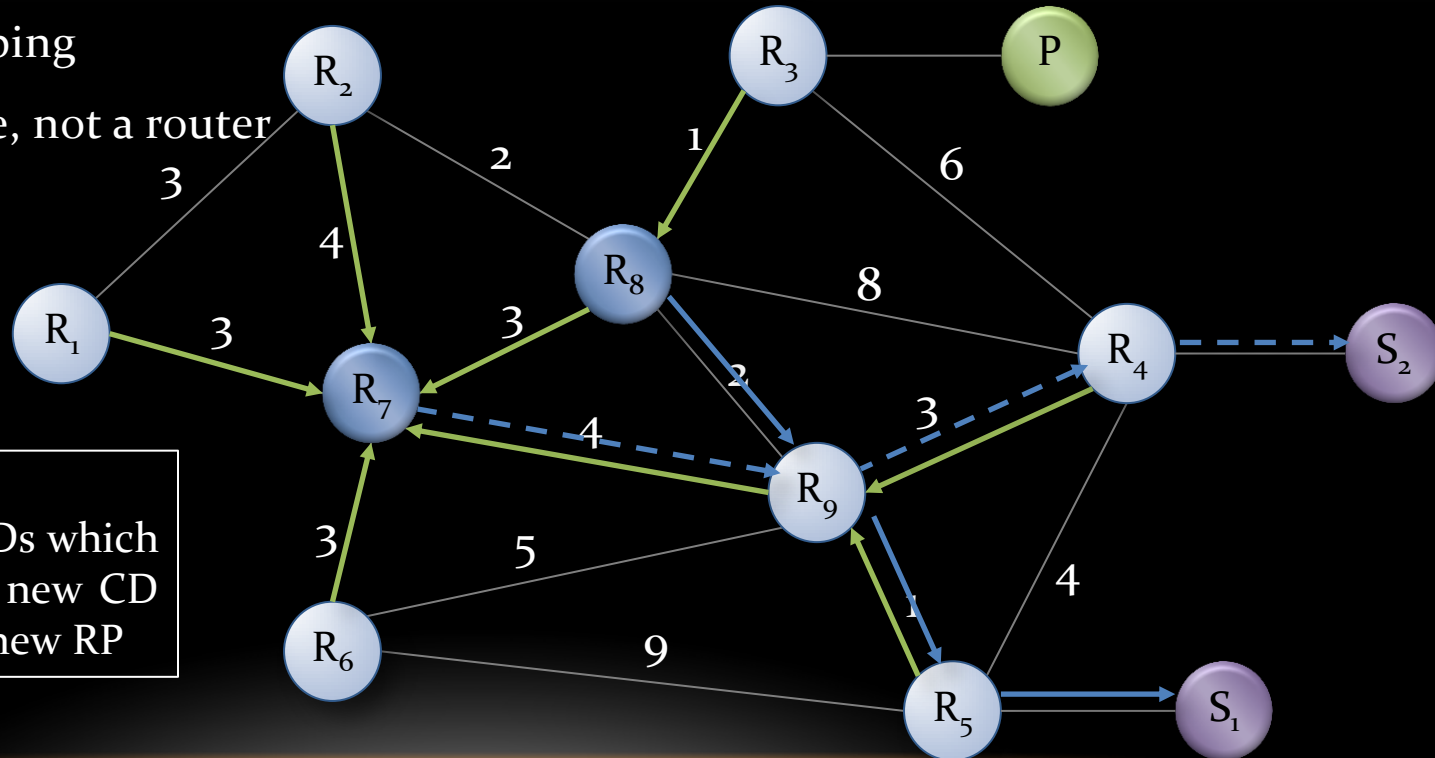 ping
e, not a router
R₂
R₃
P
1
2
6
3
4
R₈
8
R₁
3
3
R₄
S₂
R₇
2
3
4
R₉
Ds which
new CD
new RP
3
5
4
1
R₆
9
R₅
S₁